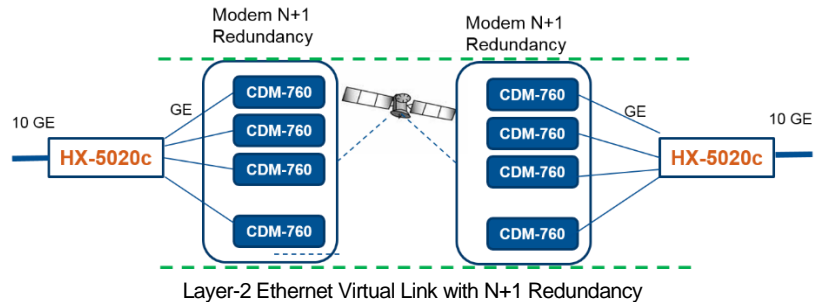 Modem N+1
Redundancy
Modem N+1
Redundancy
10 GE
GE
HX-5020c
CDM-760
CDM-760
CDM-760
CDM-760
CDM-760
CDM-760
CDM-760
CDM-760
GE
10 GE
HX-5020c
Layer-2 Ethernet Virtual Link with N+1 Redundancy